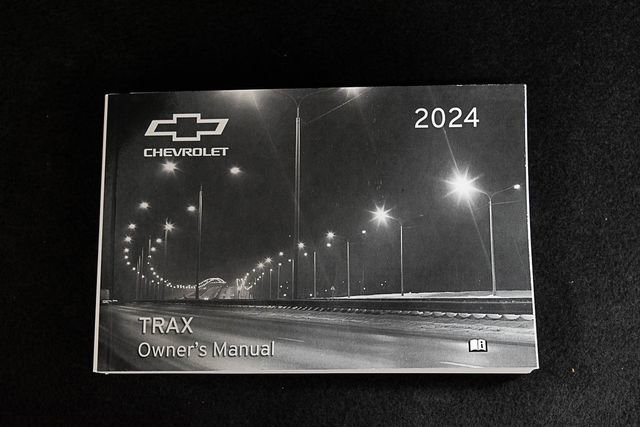 CHEVROLET
2024
TRAX
Owner's Manual